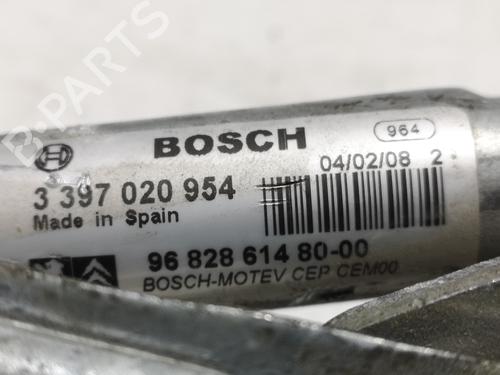 B-PARTS
BOSCH
964
3 397 020 954
04/02/08 2
Made in Spain
96 828 614 80-00
BOSCH-MOTEV CEP CEM00